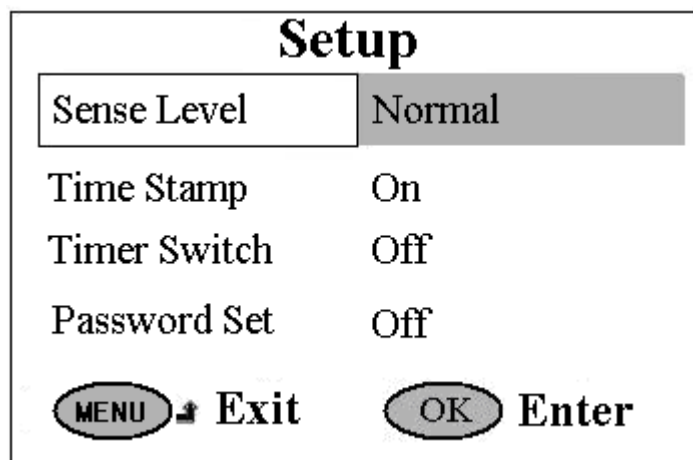 Setup
Sense Level Normal
Time Stamp On
Timer Switch Off
Password Set Off
MENU Exit OK Enter